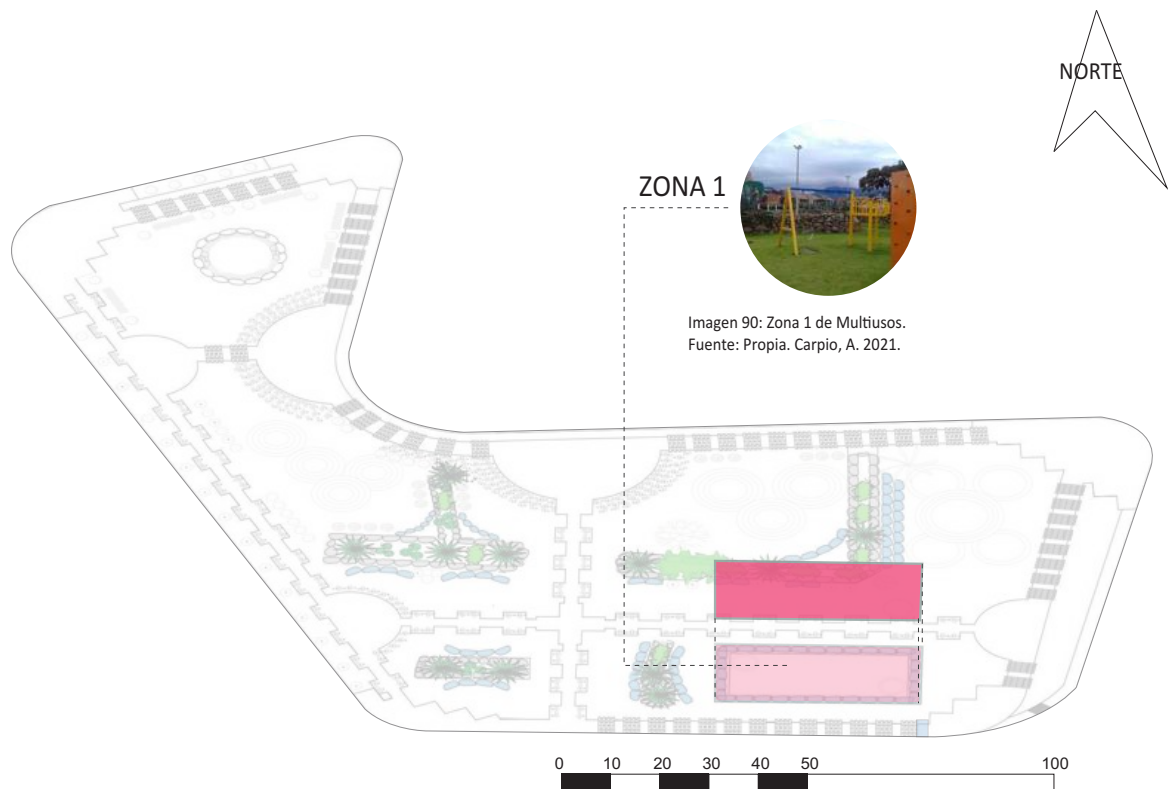 NORTE
ZONA 1
Imagen 90: Zona 1 de Multiusos.
Fuente: Propia. Carpio, A. 2021.
0 10 20 30 40 50 100